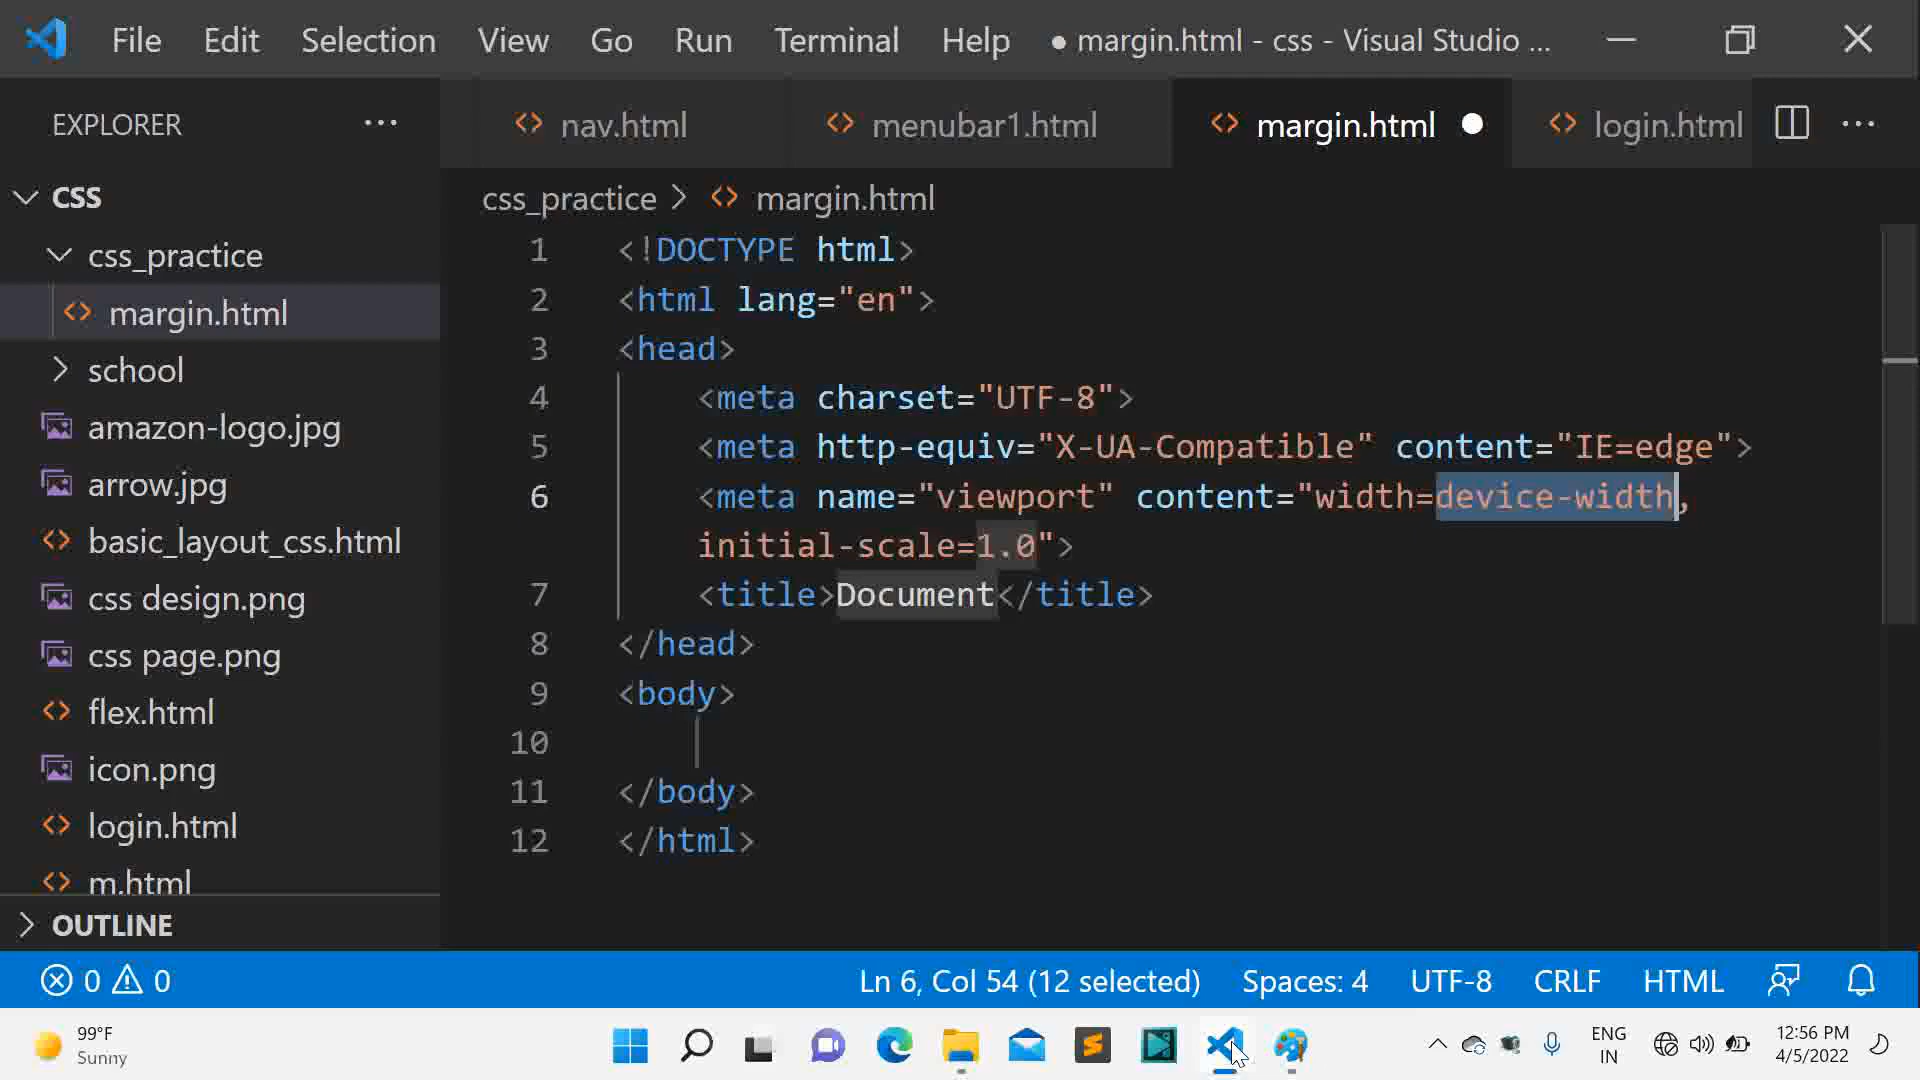 File Edit Selection View Go Run Terminal Help ● margin.html - css - Visual Studio ...
EXPLORER ...
nav.html menubar1.html margin.html ● login.html ...
CSS
css_practice
margin.html
school
amazon-logo.jpg
arrow.jpg
basic_layout_css.html
css design.png
css page.png
flex.html
icon.png
login.html
m.html
OUTLINE
css_practice > margin.html
1 <!DOCTYPE html>
2 <html lang="en">
3 <head>
4 <meta charset="UTF-8">
5 <meta http-equiv="X-UA-Compatible" content="IE=edge">
6 <meta name="viewport" content="width=device-width,
initial-scale=1.0">
7 <title>Document</title>
8 </head>
9 <body>
10
11 </body>
12 </html>
0 0 Ln 6, Col 54 (12 selected) Spaces: 4 UTF-8 CRLF HTML
99°F
Sunny
ENG
IN
12:56 PM
4/5/2022